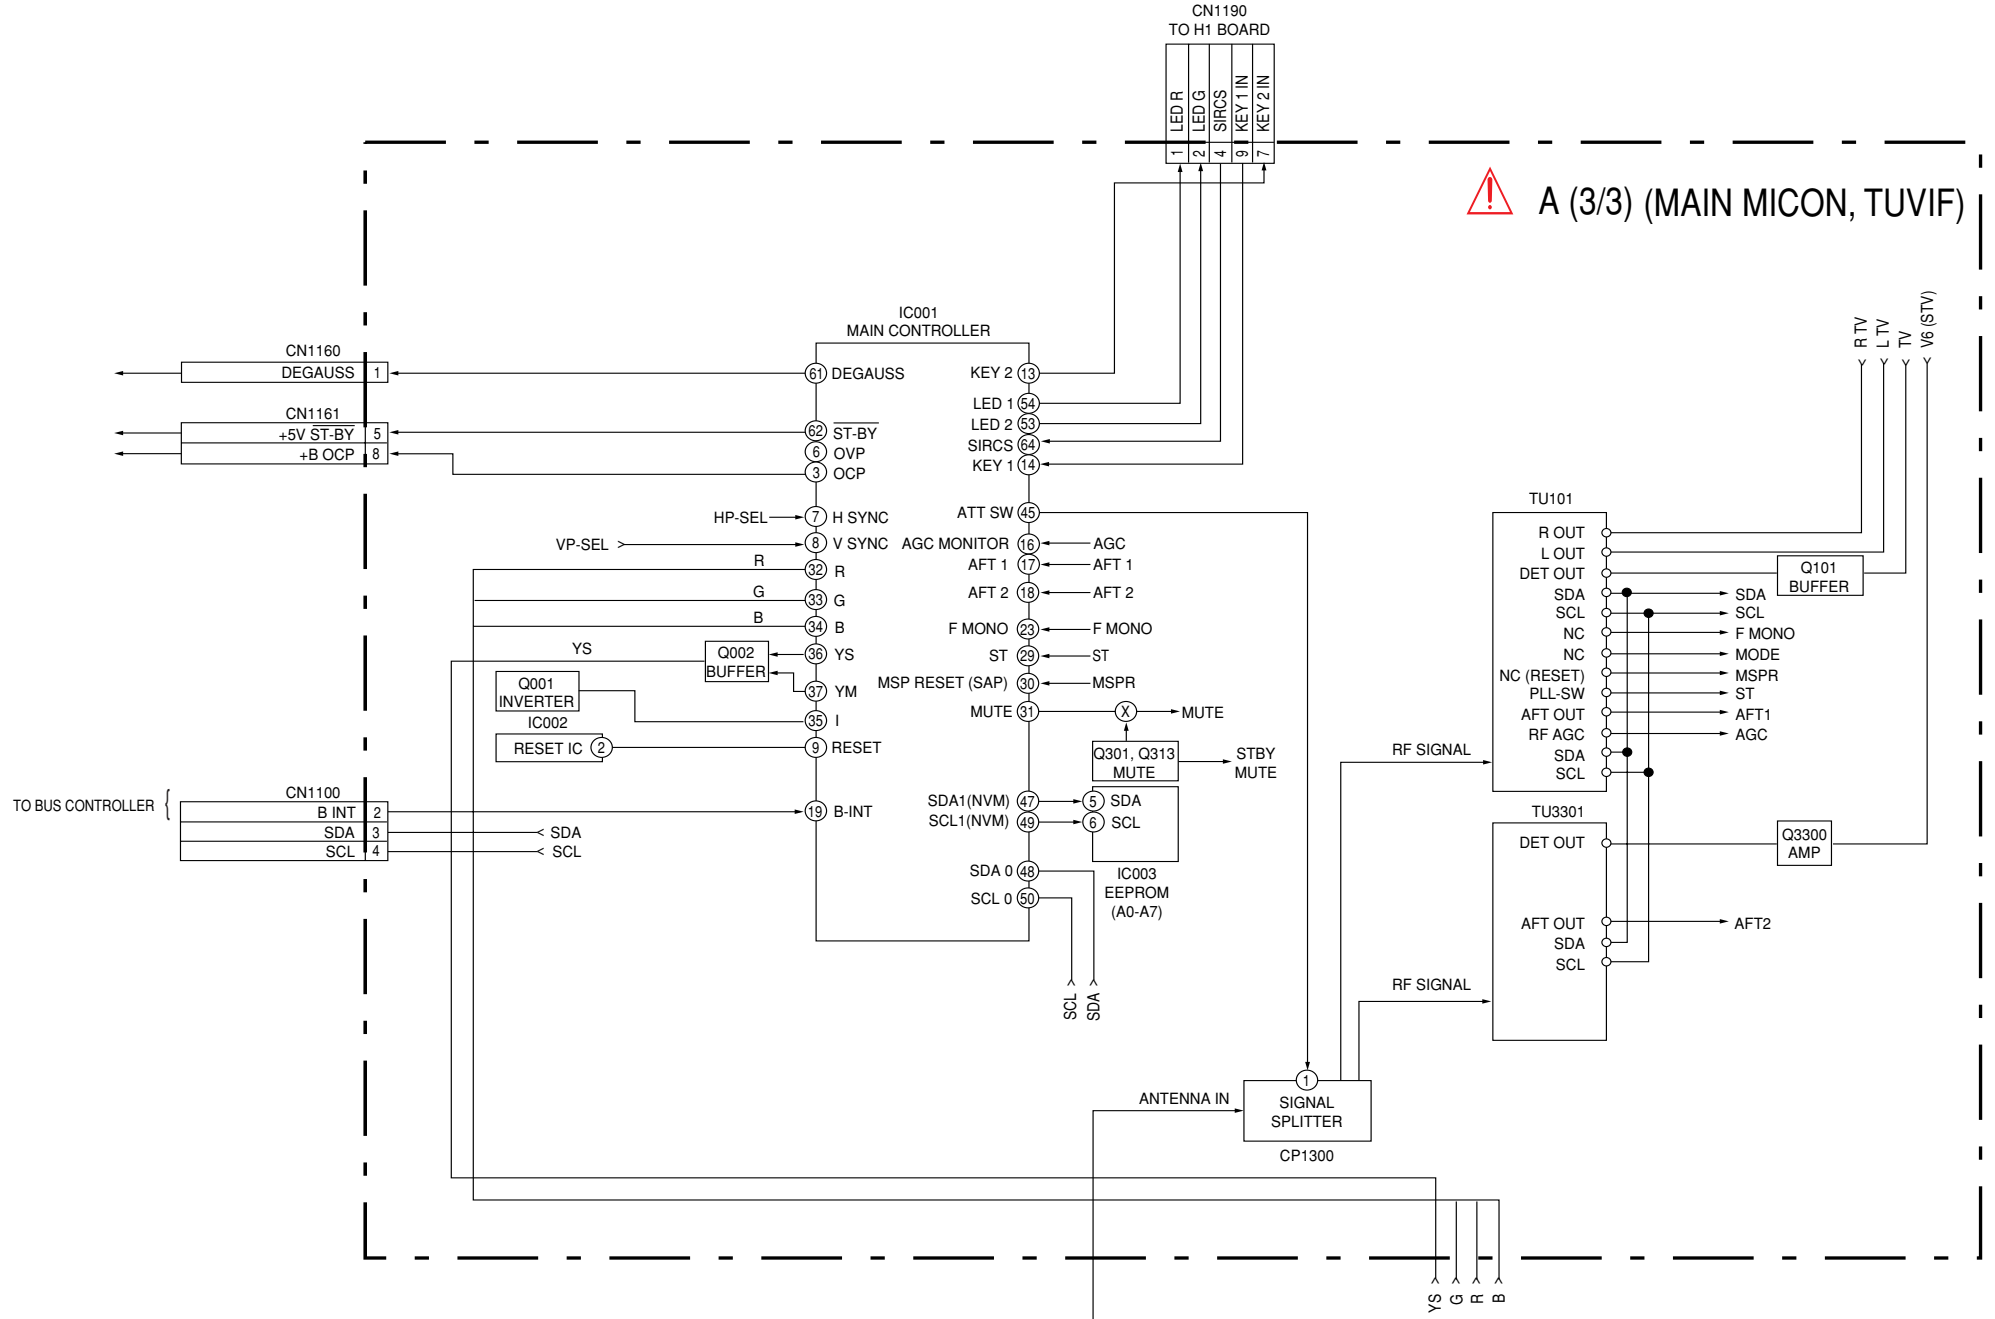 CN1190
TO H1 BOARD
LED R
LED G
SIRCS
KEY 1 IN
KEY 2 IN
1
2
4
9
7
A (3/3) (MAIN MICON, TUVIF)
IC001
MAIN CONTROLLER
CN1160
DEGAUSS 1
CN1161
+5V ST-BY 5
+B OCP 8
61 DEGAUSS
62 ST-BY
6 OVP
3 OCP
HP-SEL 7 H SYNC
VP-SEL 8 V SYNC
R 32 R
G 33 G
B 34 B
YS
Q002
BUFFER
36 YS
37 YM
Q001
INVERTER
35 I
IC002
RESET IC 2
9 RESET
TO BUS CONTROLLER {
CN1100
B INT 2
SDA 3
SCL 4
SDA
SCL
19 B-INT
KEY 2 13
LED 1 54
LED 2 53
SIRCS 64
KEY 1 14
ATT SW 45
AGC MONITOR 16 AGC
AFT 1 17 AFT 1
AFT 2 18 AFT 2
F MONO 23 F MONO
ST 29 ST
MSP RESET (SAP) 30 MSPR
MUTE 31 X MUTE
Q301, Q313
MUTE
STBY
MUTE
SDA1(NVM) 47 5 SDA
SCL1(NVM) 49 6 SCL
IC003
EEPROM
(A0-A7)
SDA 0 48
SCL 0 50
SCL
SDA
R TV
L TV
TV
V6 (STV)
TU101
R OUT
L OUT
DET OUT
Q101
BUFFER
SDA SDA
SCL SCL
NC F MONO
NC MODE
NC (RESET) MSPR
PLL-SW ST
AFT OUT AFT1
RF AGC AGC
SDA
SCL
RF SIGNAL
TU3301
DET OUT
Q3300
AMP
AFT OUT AFT2
SDA
SCL
RF SIGNAL
ANTENNA IN
1
SIGNAL
SPLITTER
CP1300
YS
G
R
B